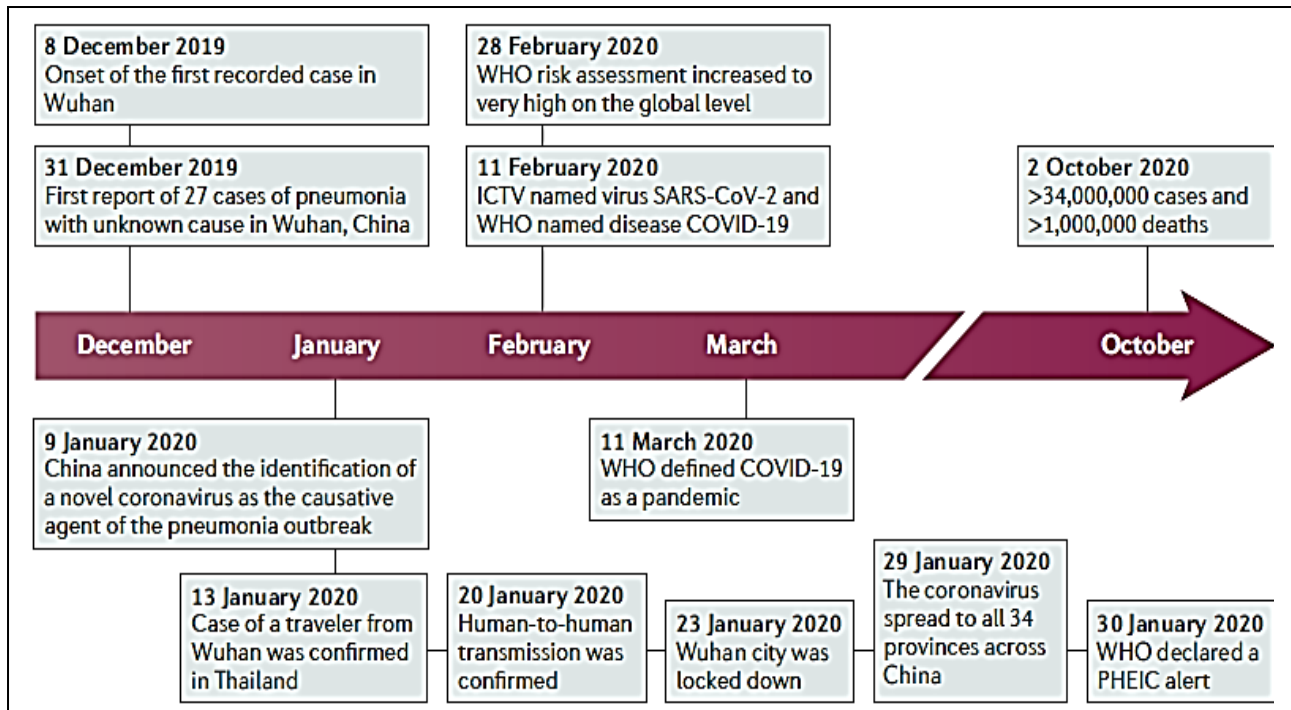 8 December 2019
Onset of the first recorded case in
Wuhan
28 February 2020
WHO risk assessment increased to
very high on the global level
31 December 2019
First report of 27 cases of pneumonia
with unknown cause in Wuhan, China
11 February 2020
ICTV named virus SARS-CoV-2 and
WHO named disease COVID-19
2 October 2020
>34,000,000 cases and
>1,000,000 deaths
December
January
February
March
October
9 January 2020
China announced the identification of
a novel coronavirus as the causative
agent of the pneumonia outbreak
11 March 2020
WHO defined COVID-19
as a pandemic
13 January 2020
Case of a traveler from
Wuhan was confirmed
in Thailand
20 January 2020
Human-to-human
transmission was
confirmed
23 January 2020
Wuhan city was
locked down
29 January 2020
The coronavirus
spread to all 34
provinces across
China
30 January 2020
WHO declared a
PHEIC alert